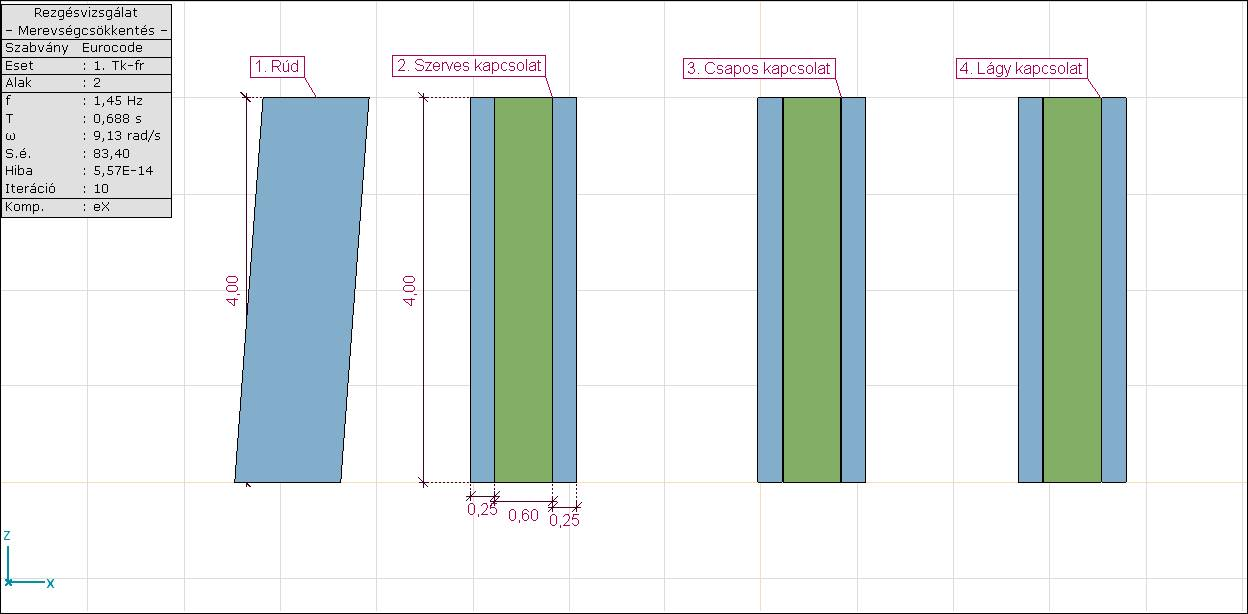 Rezgésvizsgálat
- Merevségcsökkentés -
Szabvány Eurocode
Eset : 1. Tk-fr
Alak : 2
f : 1,45 Hz
T : 0,688 s
ω : 9,13 rad/s
S.é. : 83,40
Hiba : 5,57E-14
Iteráció : 10
Komp. : eX
1. Rúd
2. Szerves kapcsolat
3. Csapos kapcsolat
4. Lágy kapcsolat
4,00
4,00
0,25
0,60
0,25
Z
X